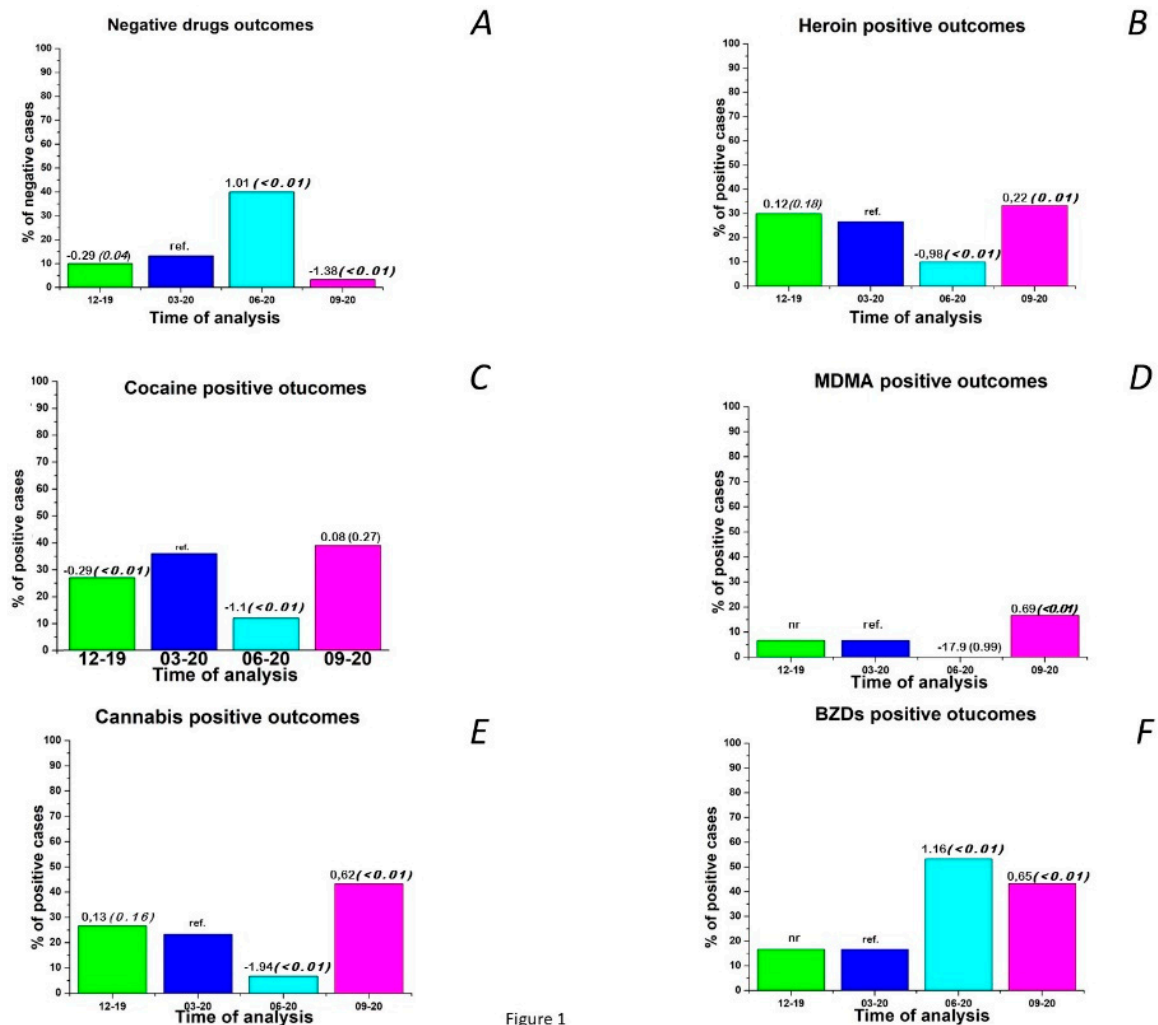 Negative drugs outcomes
A
% of negative cases
100
90
80
70
60
50
40
30
20
10
0
-0.29 (0.04)
ref.
1.01 (<0.01)
-1.38 (<0.01)
12-19 03-20 06-20 09-20
Time of analysis
Heroin positive outcomes
B
% of positive cases
100
90
80
70
60
50
40
30
20
10
0
0.12 (0.18)
ref.
-0,98 (<0.01)
0,22 (0.01)
12-19 03-20 06-20 09-20
Time of analysis
Cocaine positive otucomes
C
% of positive cases
100
90
80
70
60
50
40
30
20
10
0
-0.29 (<0.01)
ref.
-1.1 (<0.01)
0.08 (0.27)
12-19 03-20 06-20 09-20
Time of analysis
MDMA positive outcomes
D
% of positive cases
100
90
80
70
60
50
40
30
20
10
0
nr
ref.
-17.9 (0.99)
0.69 (<0.01)
12-19 03-20 06-20 09-20
Time of analysis
Cannabis positive outcomes
E
% of positive cases
100
90
80
70
60
50
40
30
20
10
0
0,13 (0.16)
ref.
-1.94 (<0.01)
0,62 (<0.01)
12-19 03-20 06-20 09-20
Time of analysis
BZDs positive otucomes
F
% of positive cases
100
90
80
70
60
50
40
30
20
10
0
nr
ref.
1.16 (<0.01)
0,65 (<0.01)
12-19 03-20 06-20 09-20
Time of analysis
Figure 1